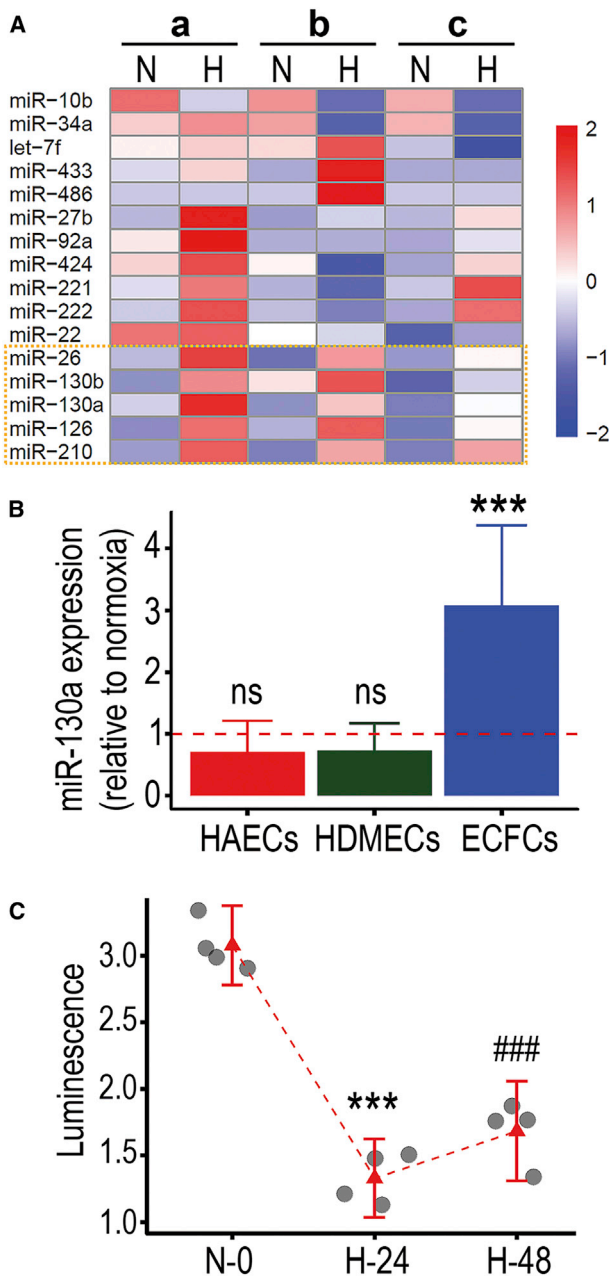 A
a b c
N H N H N H
miR−10b
miR−34a
let−7f
miR−433
miR−486
miR−27b
miR−92a
miR−424
miR−221
miR−222
miR−22
miR−26
miR−130b
miR−130a
miR−126
miR−210
2
1
0
−1
−2
B
miR-130a expression
(relative to normoxia)
4
3
2
1
0
ns
ns
***
HAECs HDMECs ECFCs
C
Luminescence
3.0
2.5
2.0
1.5
1.0
***
###
N-0 H-24 H-48